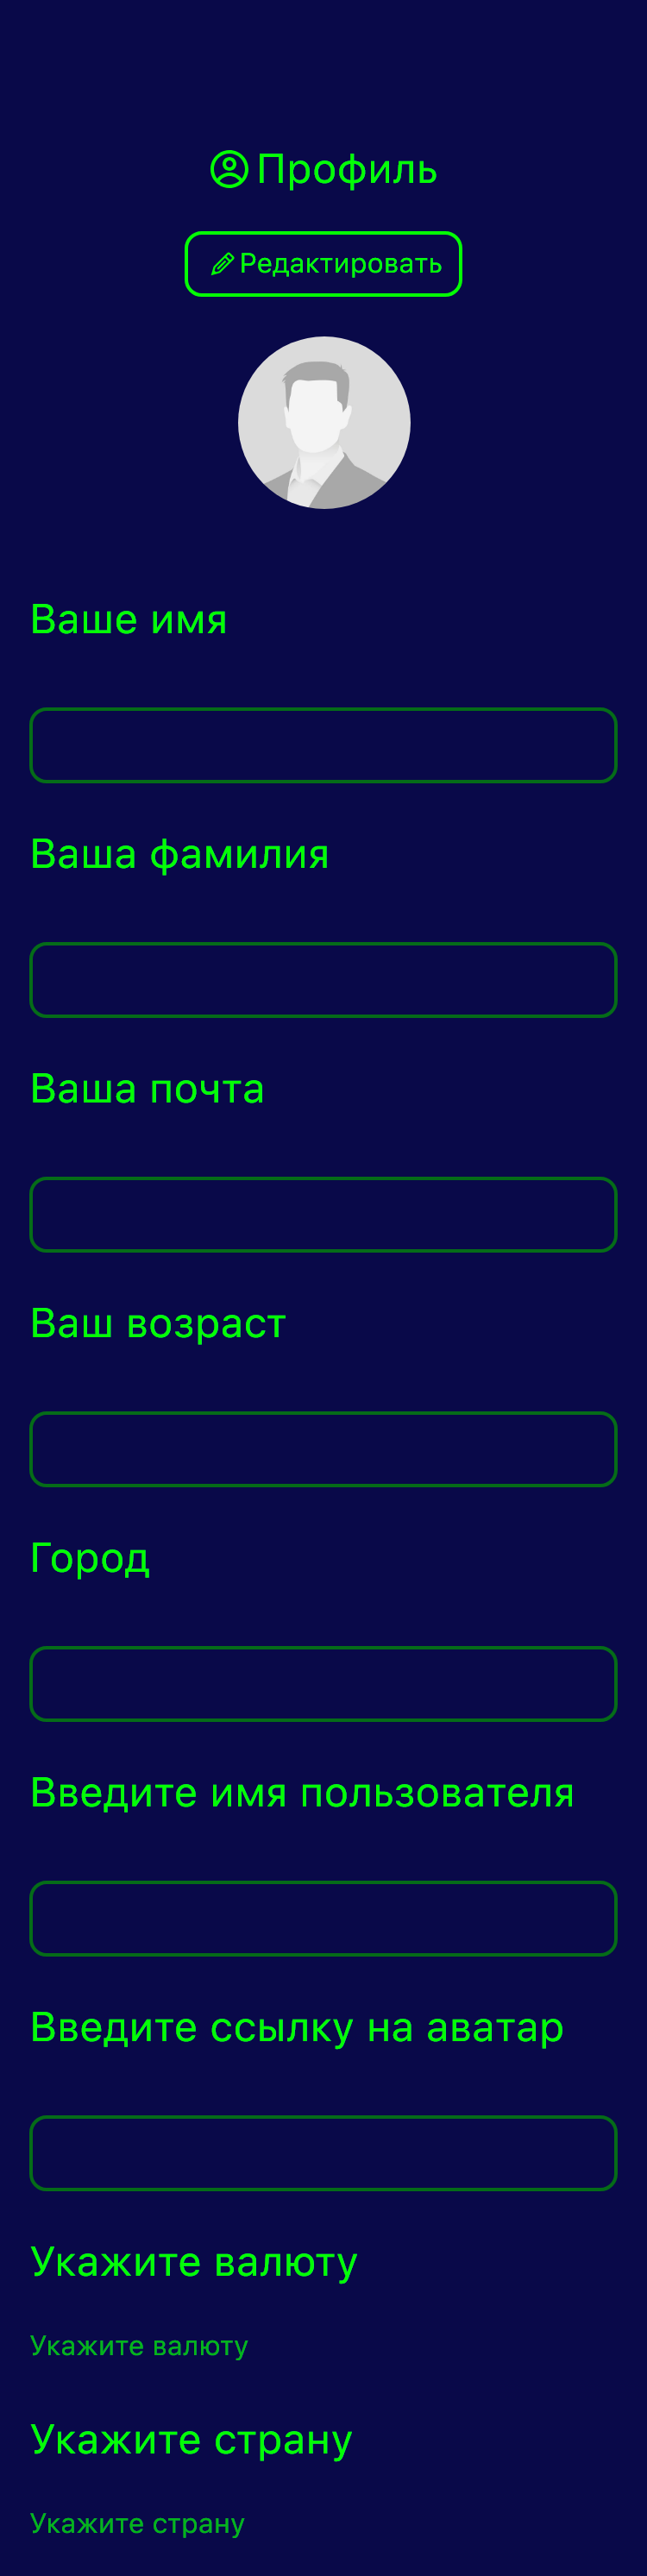 Профиль
Редактировать
Ваше имя
Ваша фамилия
Ваша почта
Ваш возраст
Город
Введите имя пользователя
Введите ссылку на аватар
Укажите валюту
Укажите валюту
Укажите страну
Укажите страну